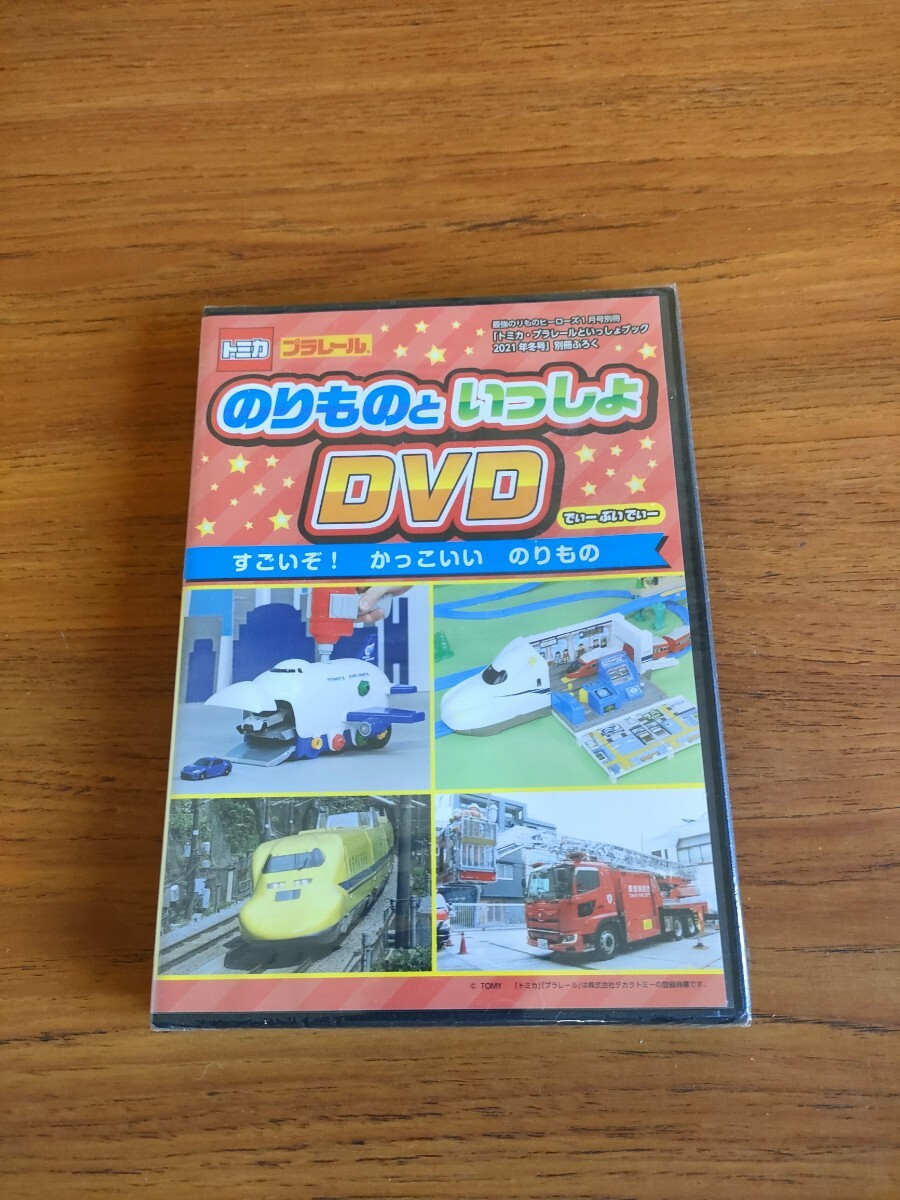 最強のりものヒーローズ1月号別冊
「トミカ・プラレールといっしょブック
2021年冬号」別冊ふろく
トミカ
プラレール
のりものと いっしょ
DVD
でぃー ぶい でぃー
すごいぞ! かっこいい のりもの
東京消防庁
© TOMY 「トミカ」「プラレール」は株式会社タカラトミーの登録商標です。